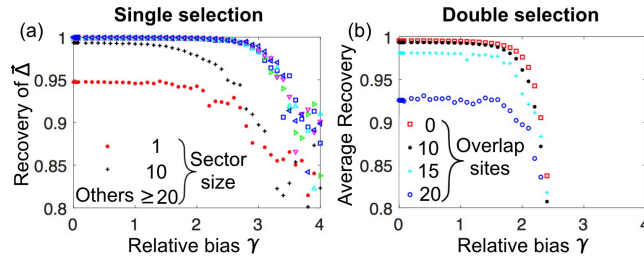 Single selection
Double selection
(a)
(b)
Recovery of Δ⃗
1
0.95
0.9
0.85
0.8
1
10
Others ≥20
Sector
size
0
1
2
3
4
Relative bias γ
Average Recovery
1
0.95
0.9
0.85
0.8
0
10
15
20
Overlap
sites
0
1
2
3
4
Relative bias γ